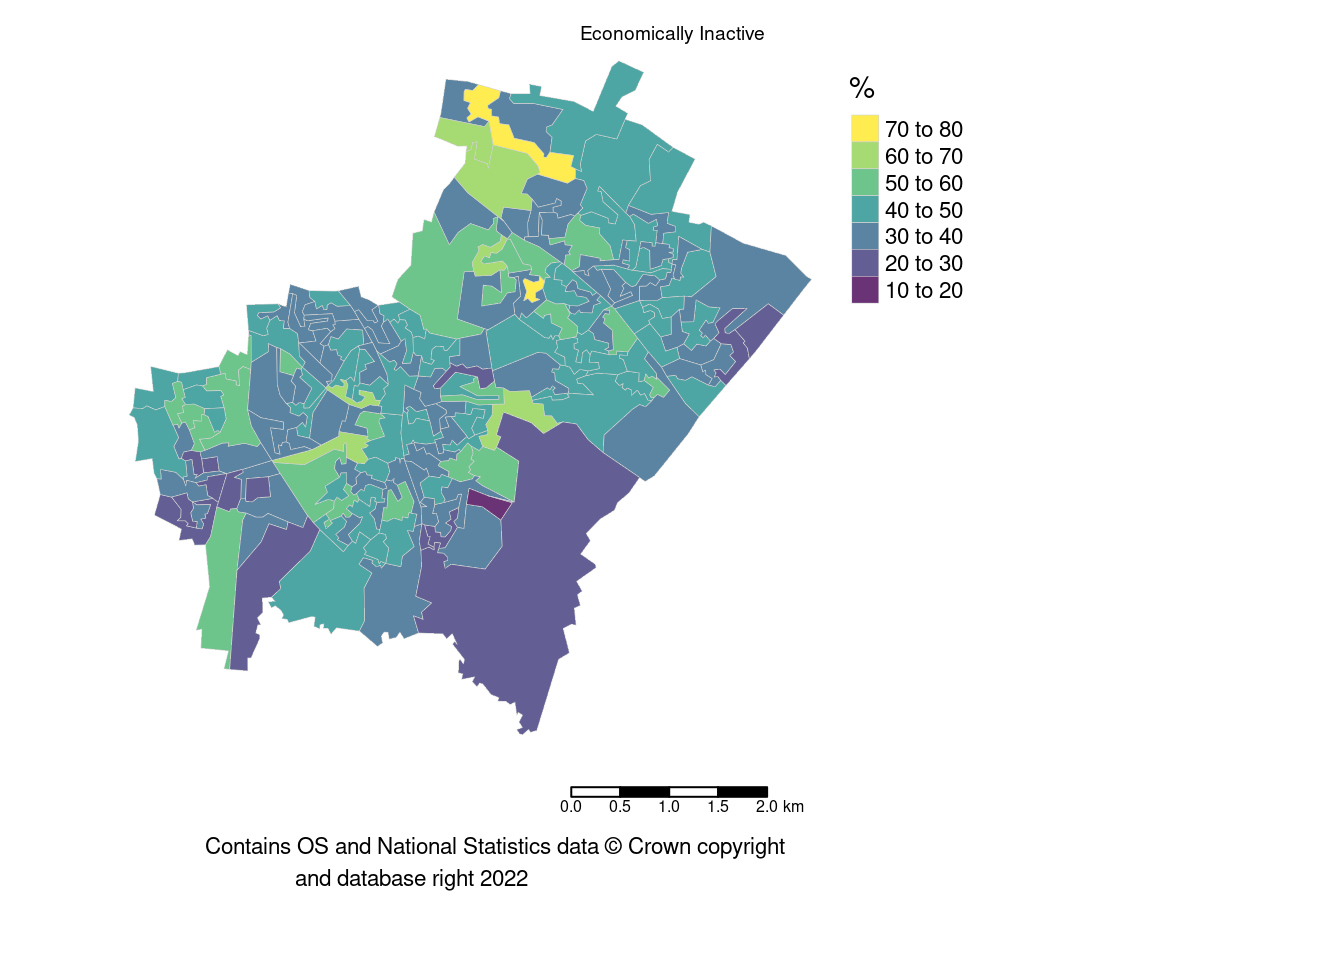 Economically Inactive
%
70 to 80
60 to 70
50 to 60
40 to 50
30 to 40
20 to 30
10 to 20
0.0 0.5 1.0 1.5 2.0 km
Contains OS and National Statistics data © Crown copyright
and database right 2022